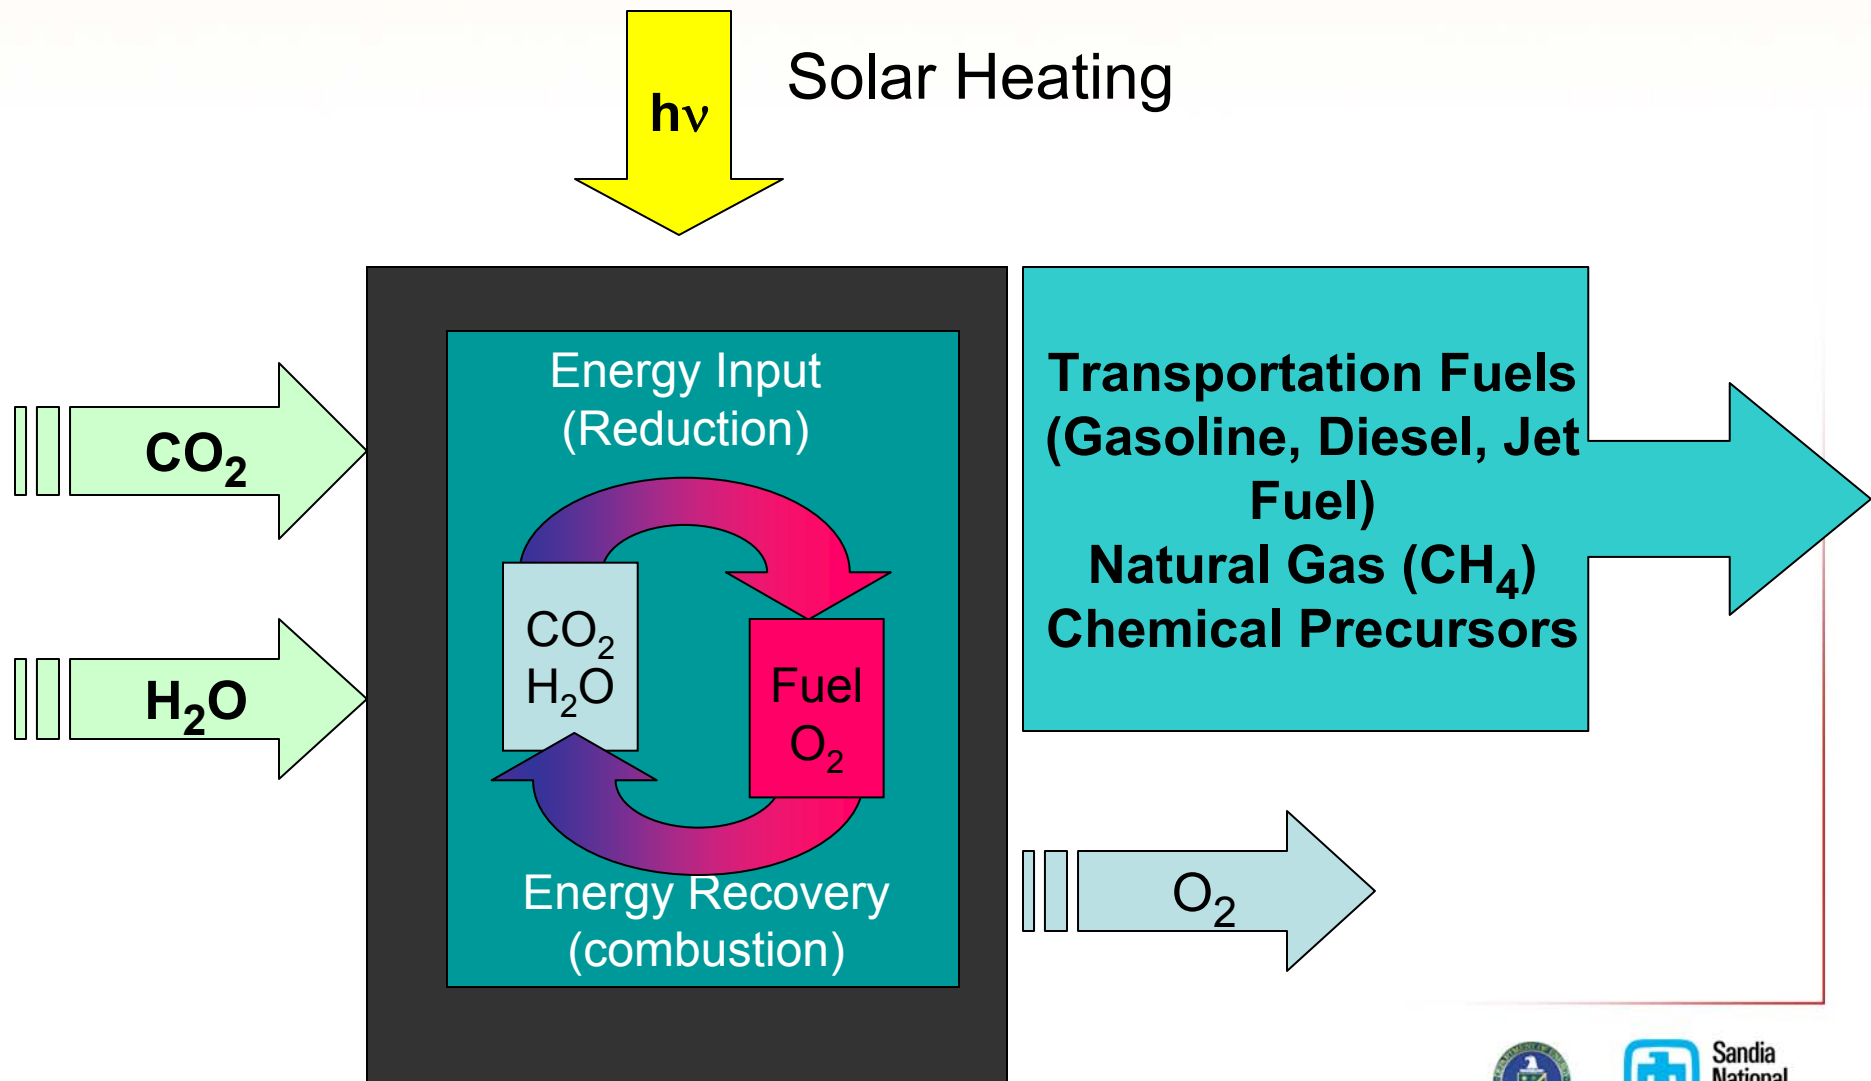 Solar Heating
hν
Energy Input
(Reduction)
CO₂
H₂O
CO₂
H₂O
Fuel
O₂
Energy Recovery
(combustion)
Transportation Fuels
(Gasoline, Diesel, Jet
Fuel)
Natural Gas (CH₄)
Chemical Precursors
O₂
Sandia
National